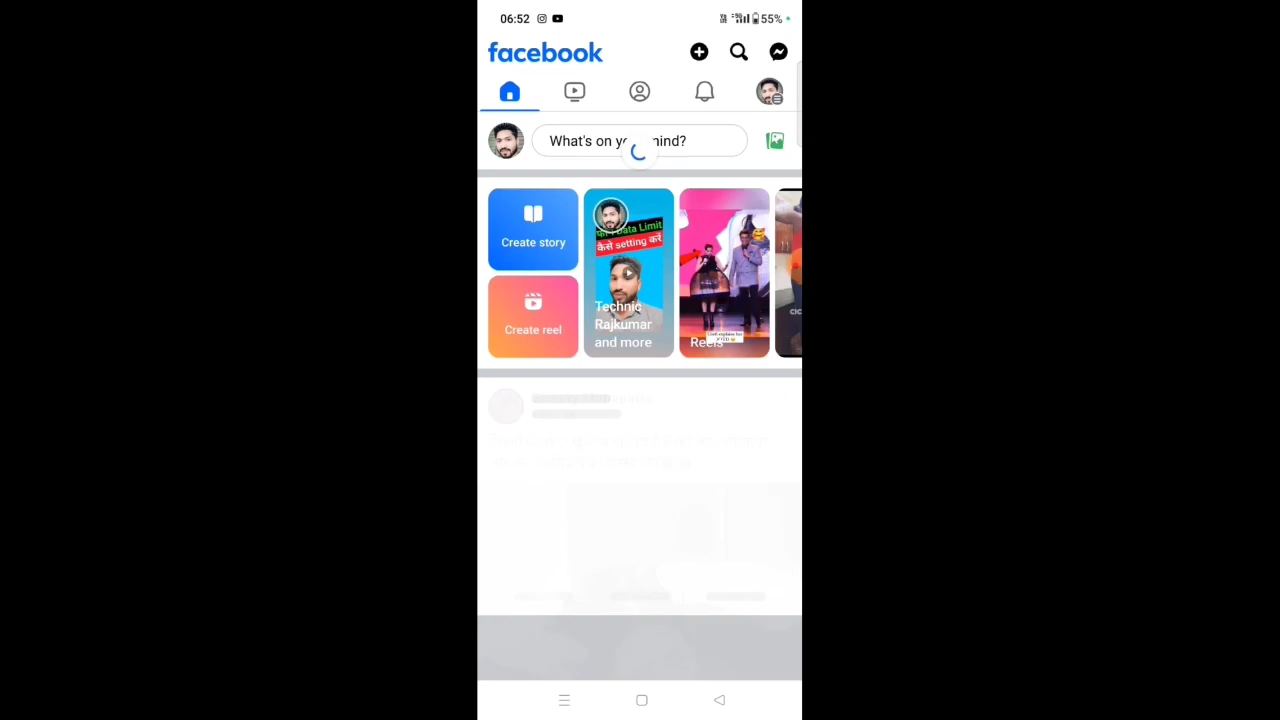 06:52
55%
facebook
What's on your mind?
Create story
Data Limit
कैसे सेटिंग करें
Technic
Rajkumar
and more
Create reel
Reels